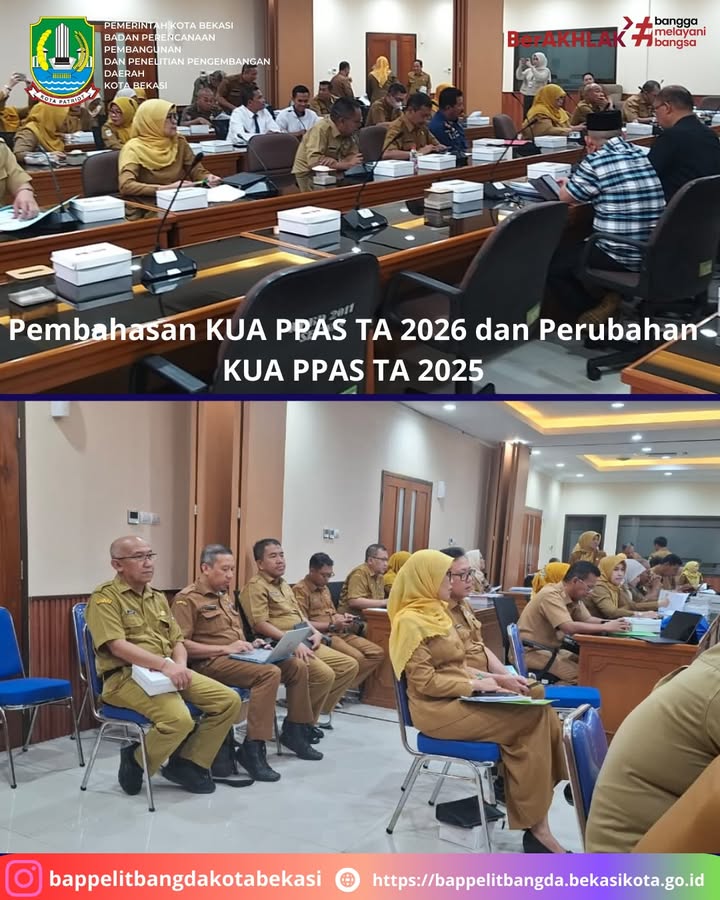 PEMERINTAH KOTA BEKASI
BADAN PERENCANAAN
PEMBANGUNAN
DAN PENELITIAN PENGEMBANGAN
DAERAH
KOTA BEKASI
KOTA PATRIOT
BerAKHLAK
#bangga
melayani
bangsa
Pembahasan KUA PPAS TA 2026 dan Perubahan
KUA PPAS TA 2025
bappelitbangdakotabekasi
https://bappelitbangda.bekasikota.go.id